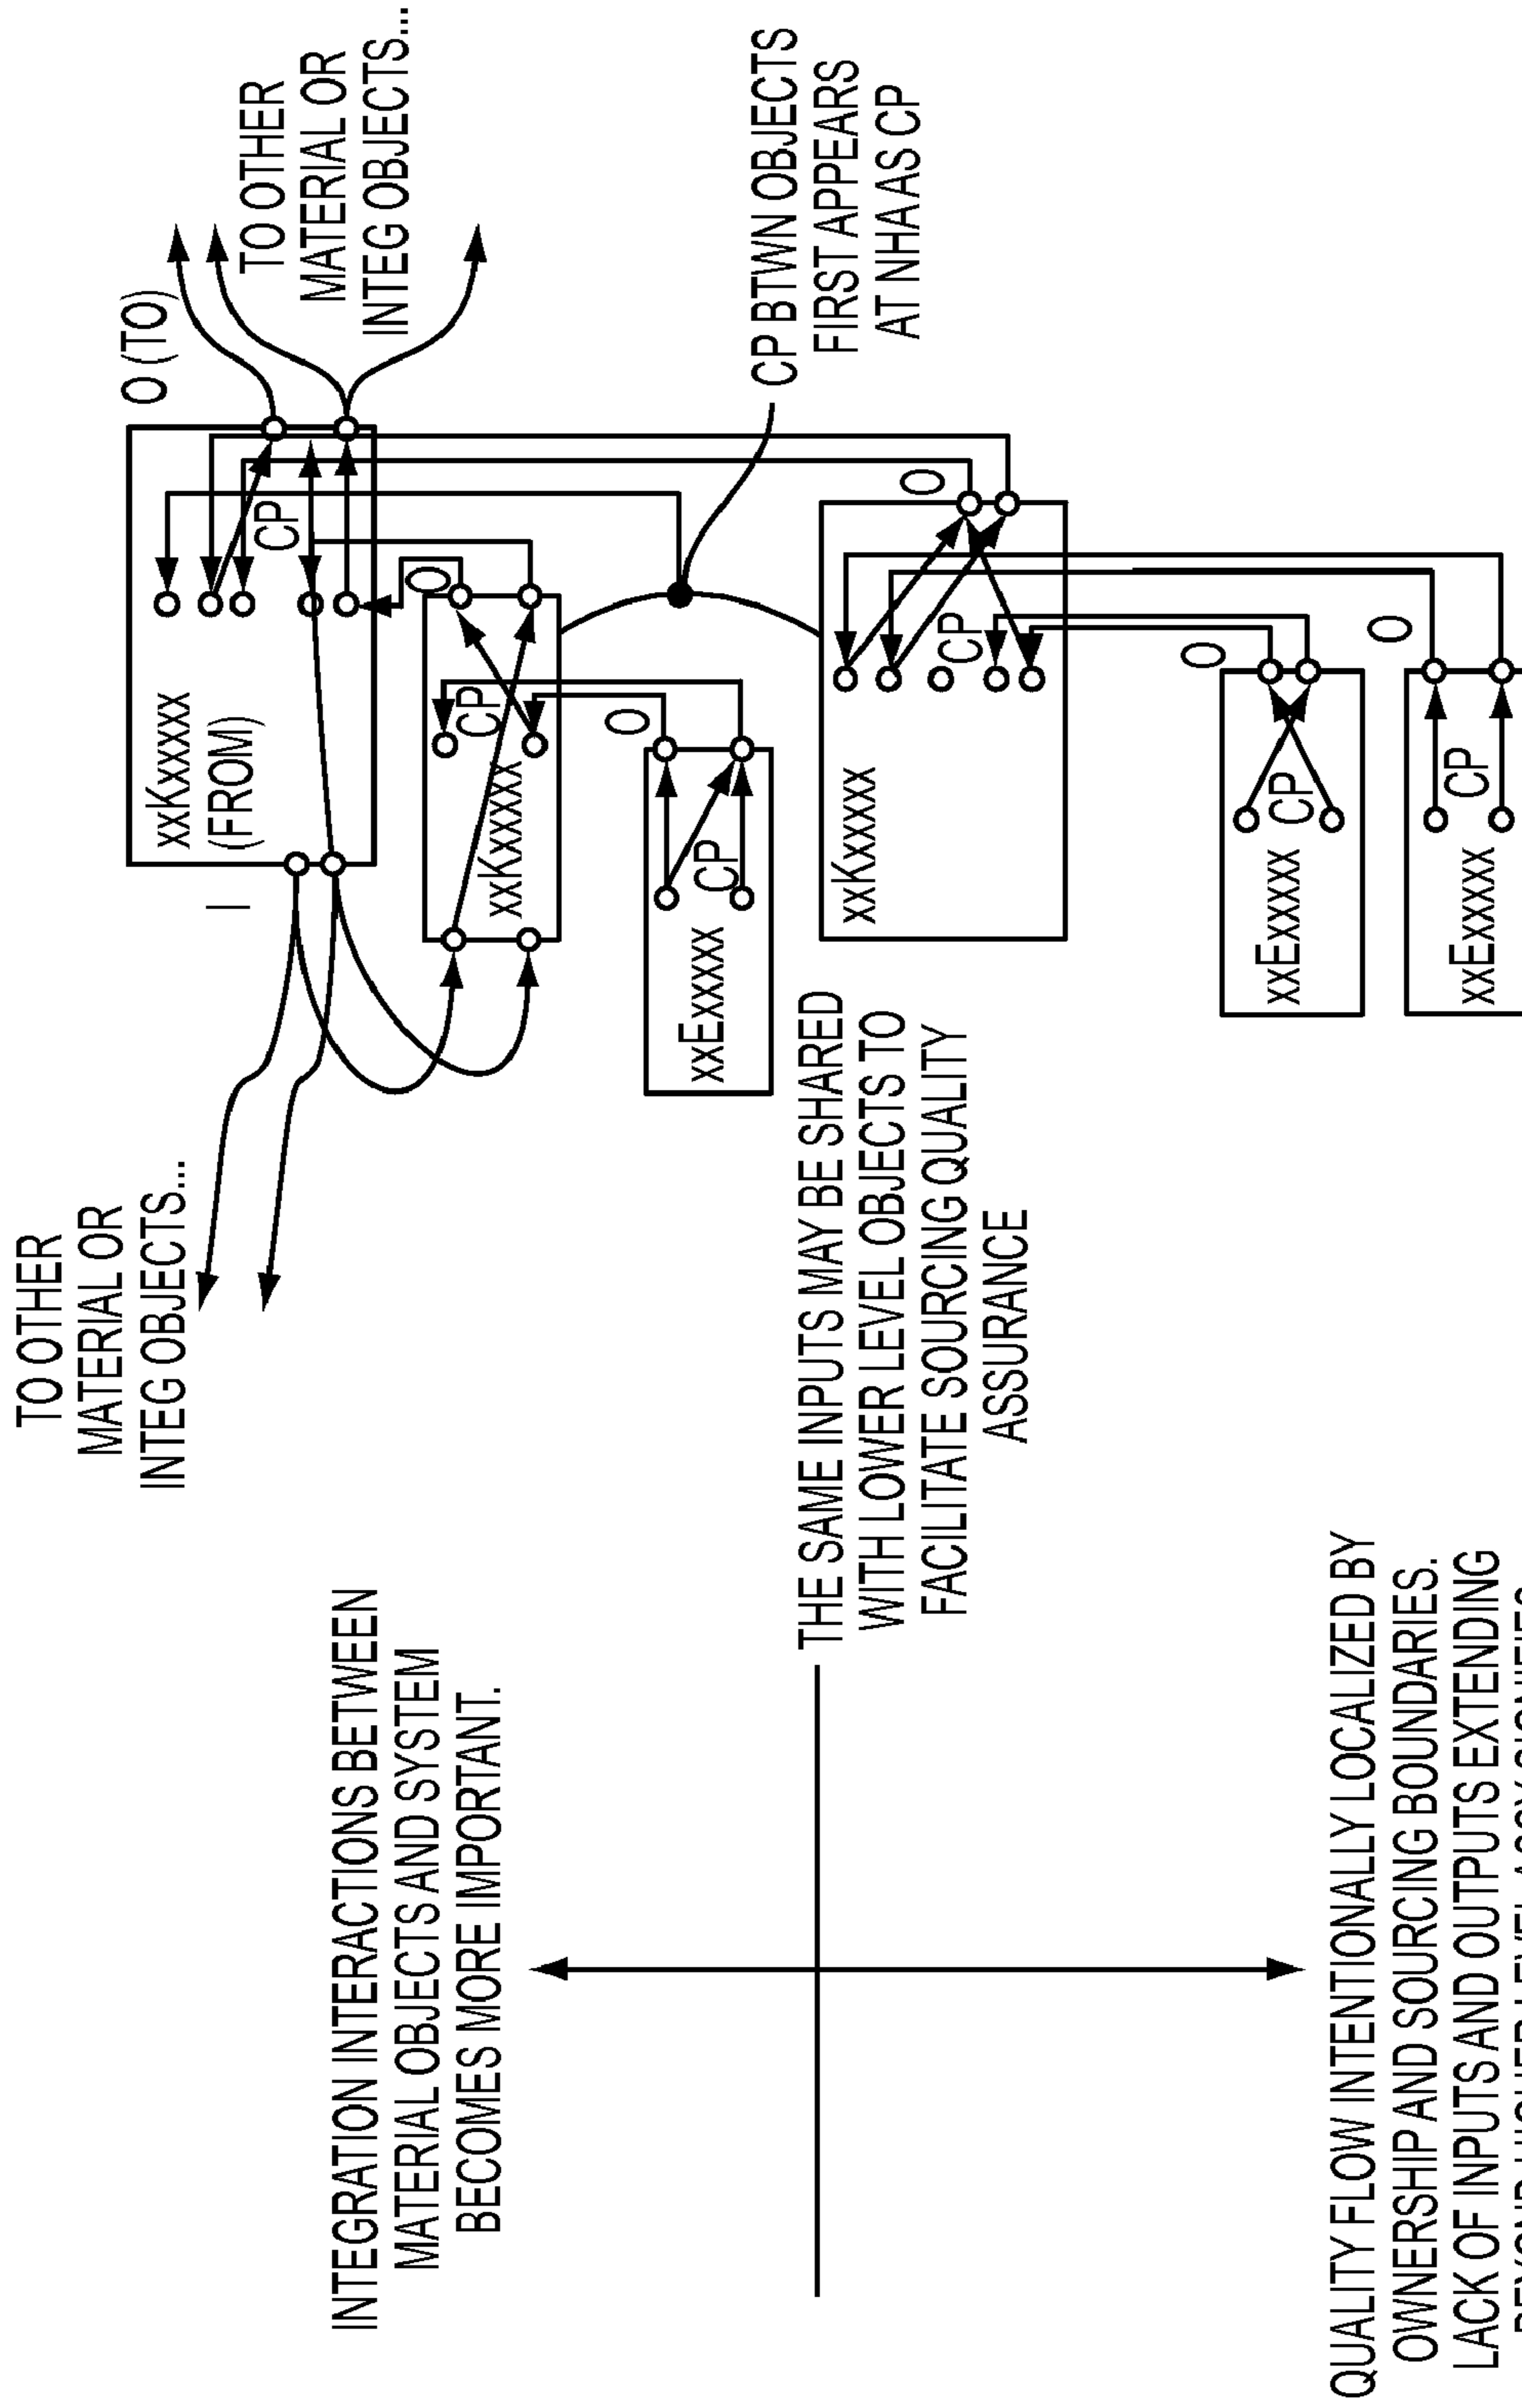 TO OTHER
MATERIAL OR
INTEG OBJECTS...
I
xxKxxxxx
(FROM)
CP
O (TO)
TO OTHER
MATERIAL OR
INTEG OBJECTS...
INTEGRATION INTERACTIONS BETWEEN
MATERIAL OBJECTS AND SYSTEM
BECOMES MORE IMPORTANT.
xxKxxxxx
CP
O
xxExxxxx
CP
O
CP BTWN OBJECTS
FIRST APPEARS
AT NHA AS CP
THE SAME INPUTS MAY BE SHARED
WITH LOWER LEVEL OBJECTS TO
FACILITATE SOURCING QUALITY
ASSURANCE
xxKxxxxx
CP
O
xxExxxxx
CP
O
xxExxxxx
CP
O
QUALITY FLOW INTENTIONALLY LOCALIZED BY
OWNERSHIP AND SOURCING BOUNDARIES.
LACK OF INPUTS AND OUTPUTS EXTENDING